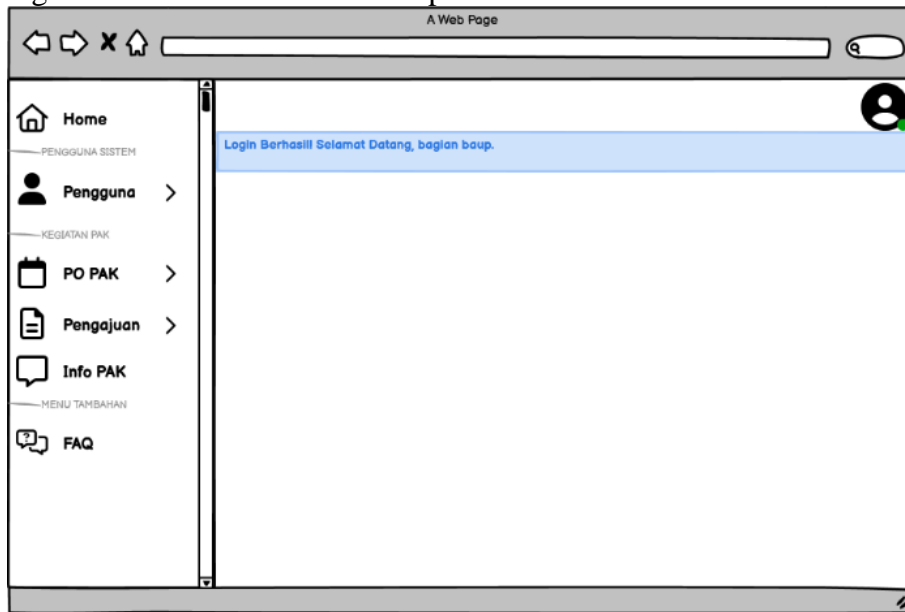 A Web Page
Home
PENGGUNA SISTEM
Login Berhasil! Selamat Datang, bagian baup.
Pengguna
KEGIATAN PAK
PO PAK
Pengajuan
Info PAK
MENU TAMBAHAN
FAQ